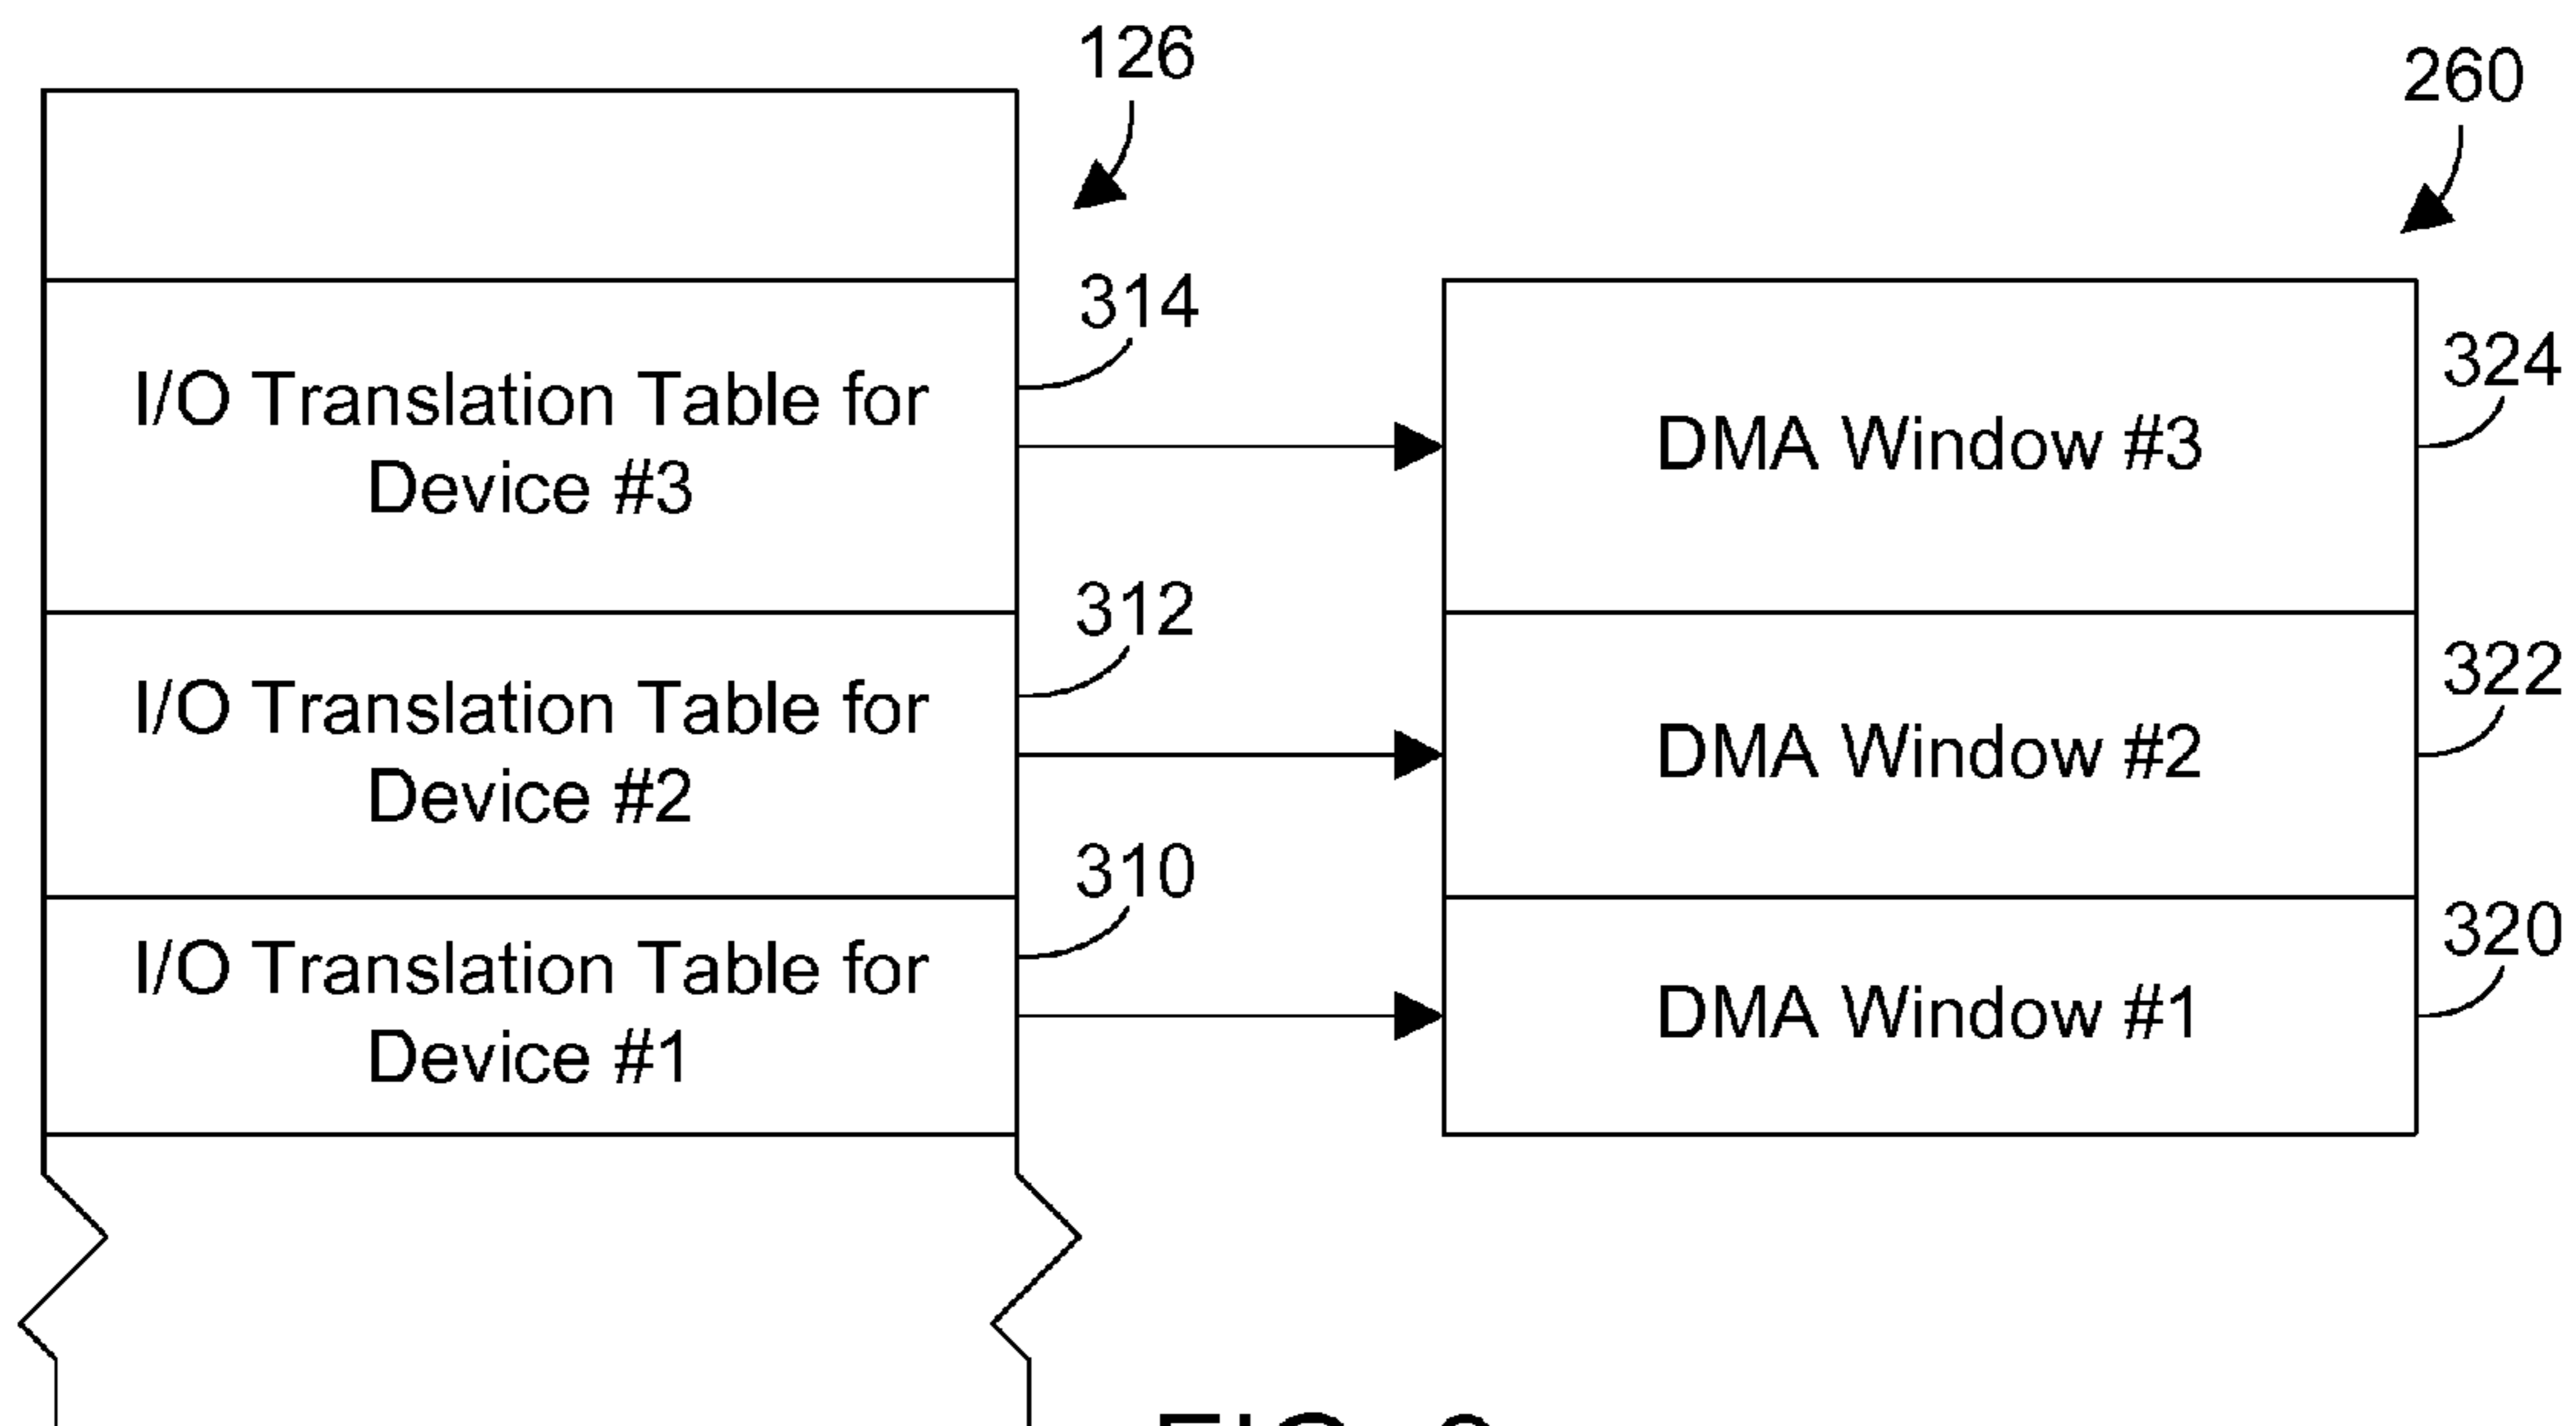 126
260
314
I/O Translation Table for
Device #3
324
DMA Window #3
312
I/O Translation Table for
Device #2
322
DMA Window #2
310
I/O Translation Table for
Device #1
320
DMA Window #1